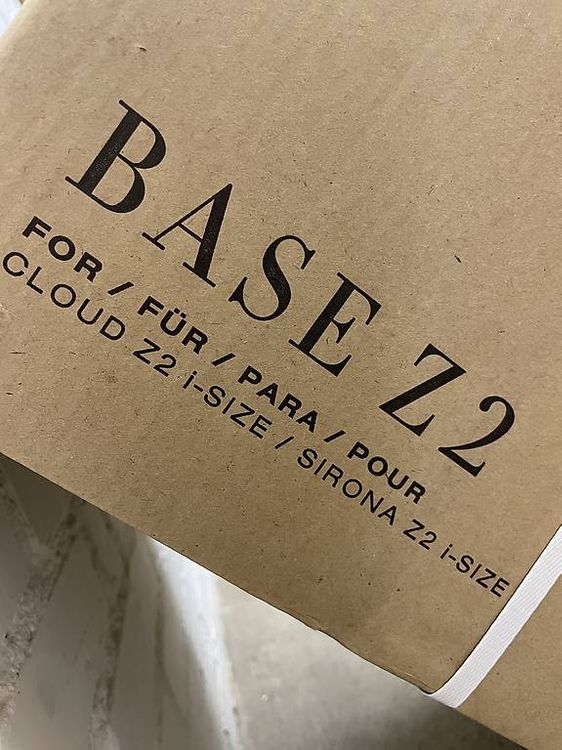 BASE Z2
FOR / FÜR / PARA / POUR
CLOUD Z2 i-SIZE / SIRONA Z2 i-SIZE